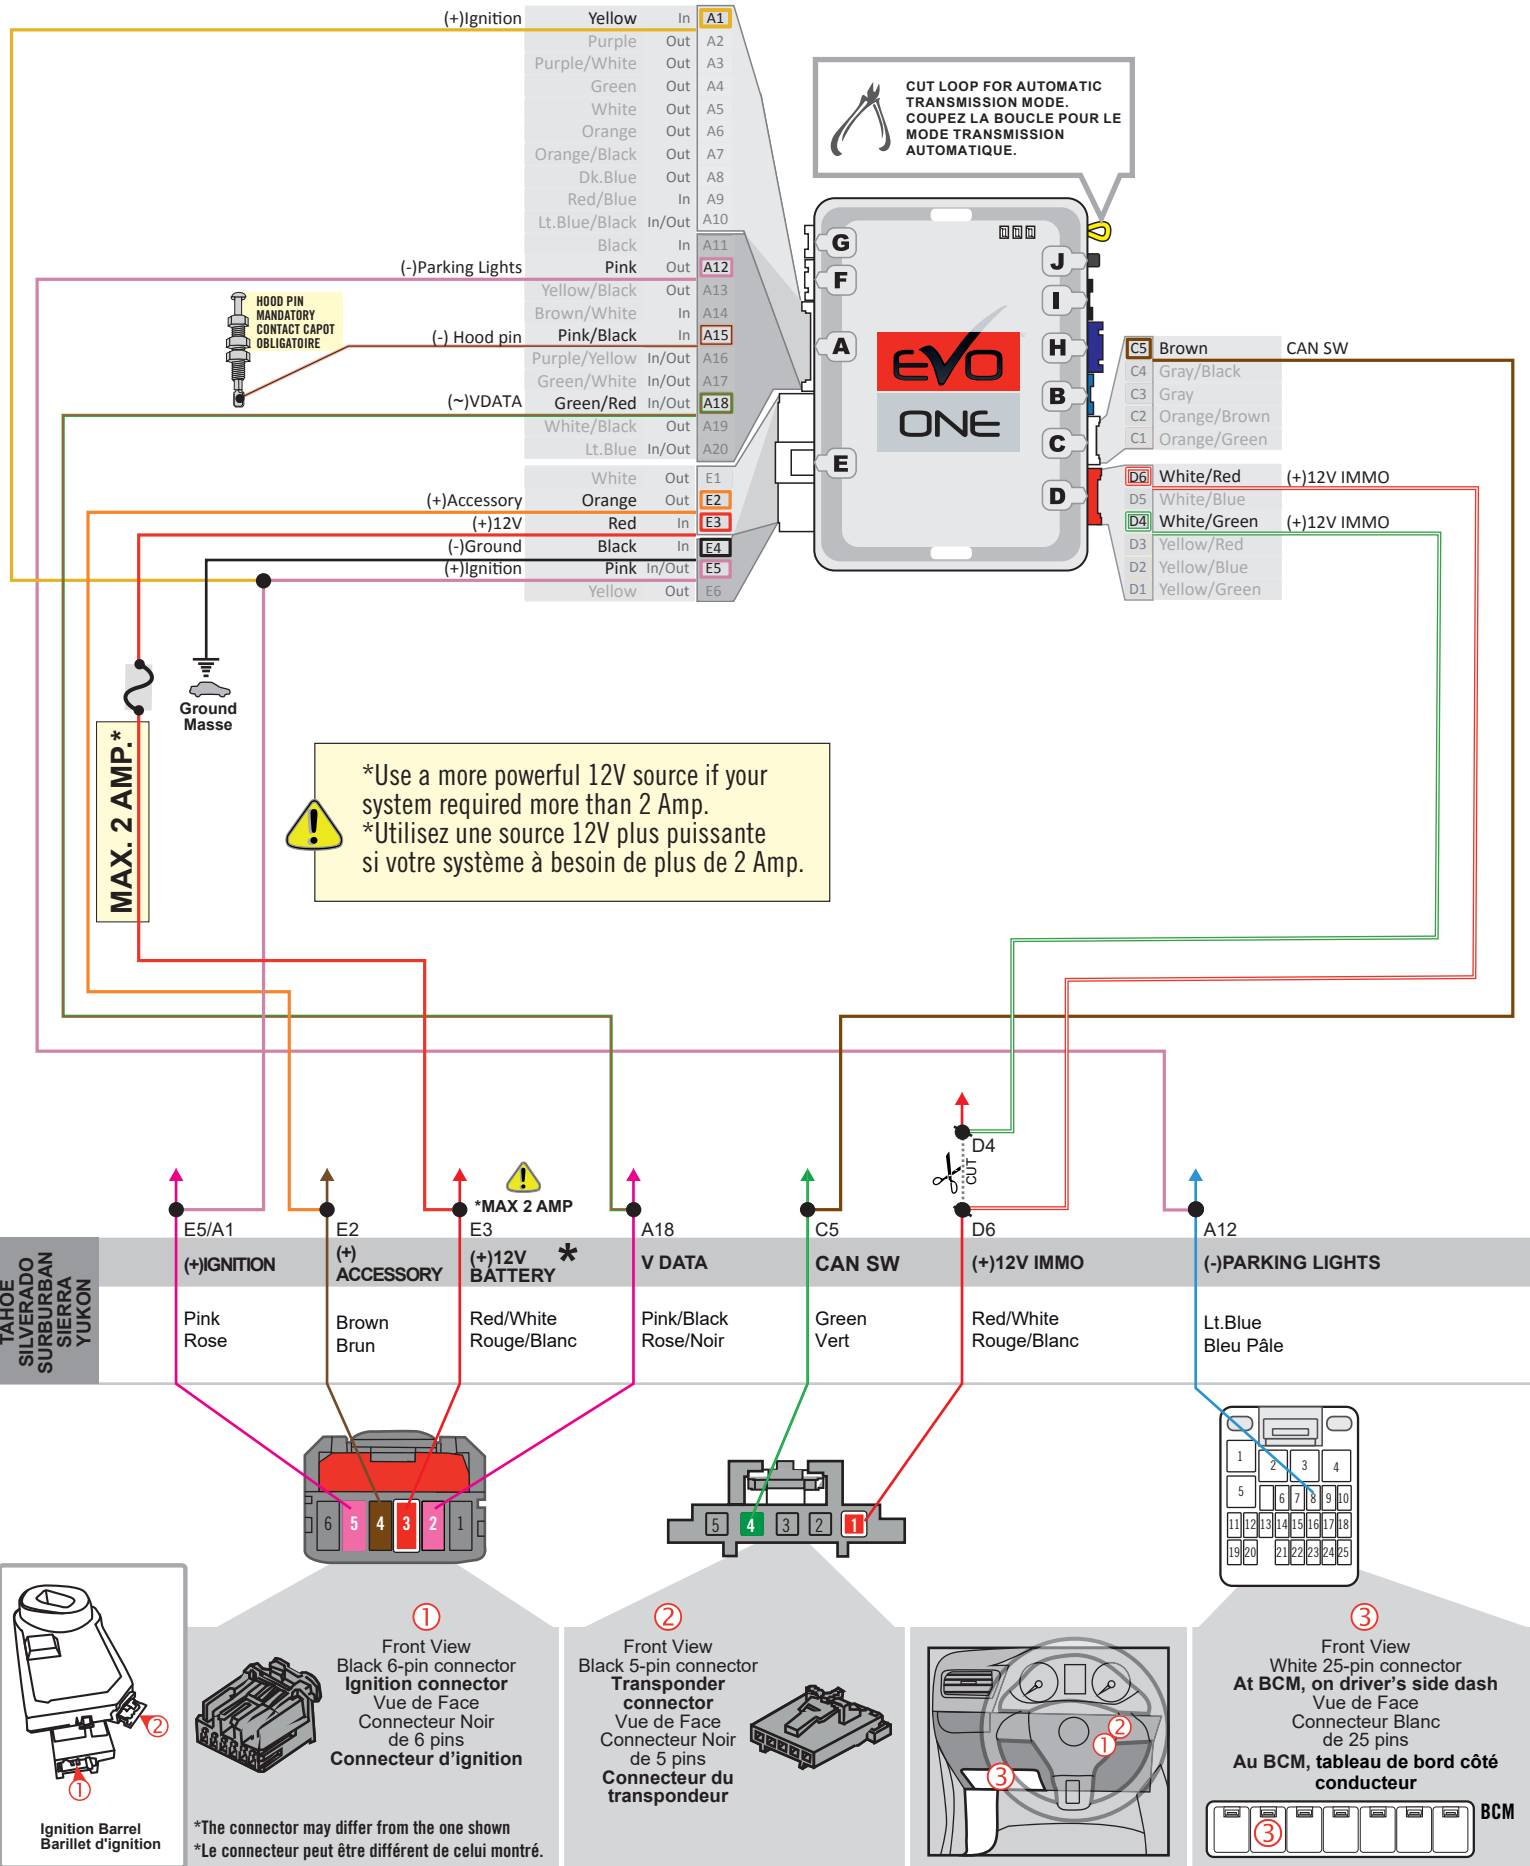 (+)Ignition Yellow In A1
Purple Out A2
Purple/White Out A3
Green Out A4
White Out A5
Orange Out A6
Orange/Black Out A7
Dk.Blue Out A8
Red/Blue In A9
Lt.Blue/Black In/Out A10
Black In A11
(-)Parking Lights Pink Out A12
Yellow/Black Out A13
Brown/White In A14
(-) Hood pin Pink/Black In A15
Purple/Yellow In/Out A16
Green/White In/Out A17
(~)VDATA Green/Red In/Out A18
White/Black Out A19
Lt.Blue In/Out A20
White Out E1
(+)Accessory Orange Out E2
(+)12V Red In E3
(-)Ground Black In E4
(+)Ignition Pink In/Out E5
Yellow Out E6
HOOD PIN
MANDATORY
CONTACT CAPOT
OBLIGATOIRE
CUT LOOP FOR AUTOMATIC
TRANSMISSION MODE.
COUPEZ LA BOUCLE POUR LE
MODE TRANSMISSION
AUTOMATIQUE.
G
F
A
E
J
I
H
B
C
D
EVO
ONE
C5 Brown CAN SW
C4 Gray/Black
C3 Gray
C2 Orange/Brown
C1 Orange/Green
D6 White/Red (+)12V IMMO
D5 White/Blue
D4 White/Green (+)12V IMMO
D3 Yellow/Red
D2 Yellow/Blue
D1 Yellow/Green
Ground
Masse
MAX. 2 AMP.*
*Use a more powerful 12V source if your
system required more than 2 Amp.
*Utilisez une source 12V plus puissante
si votre système à besoin de plus de 2 Amp.
D4
CUT
*MAX 2 AMP
E5/A1 E2 E3 A18 C5 D6 A12
(+)IGNITION
(+)
ACCESSORY
(+)12V
BATTERY *
V DATA
CAN SW
(+)12V IMMO
(-)PARKING LIGHTS
TAHOE
SILVERADO
SURBURBAN
SIERRA
YUKON
Pink
Rose
Brown
Brun
Red/White
Rouge/Blanc
Pink/Black
Rose/Noir
Green
Vert
Red/White
Rouge/Blanc
Lt.Blue
Bleu Pâle
6 5 4 3 2 1
5 4 3 2 1
1 2 3 4
5 6 7 8 9 10
11 12 13 14 15 16 17 18
19 20 21 22 23 24 25
2
1
Ignition Barrel
Barillet d'ignition
1
Front View
Black 6-pin connector
Ignition connector
Vue de Face
Connecteur Noir
de 6 pins
Connecteur d'ignition
*The connector may differ from the one shown
*Le connecteur peut être différent de celui montré.
2
Front View
Black 5-pin connector
Transponder
connector
Vue de Face
Connecteur Noir
de 5 pins
Connecteur du
transpondeur
2
1
3
3
Front View
White 25-pin connector
At BCM, on driver's side dash
Vue de Face
Connecteur Blanc
de 25 pins
Au BCM, tableau de bord côté
conducteur
BCM
3